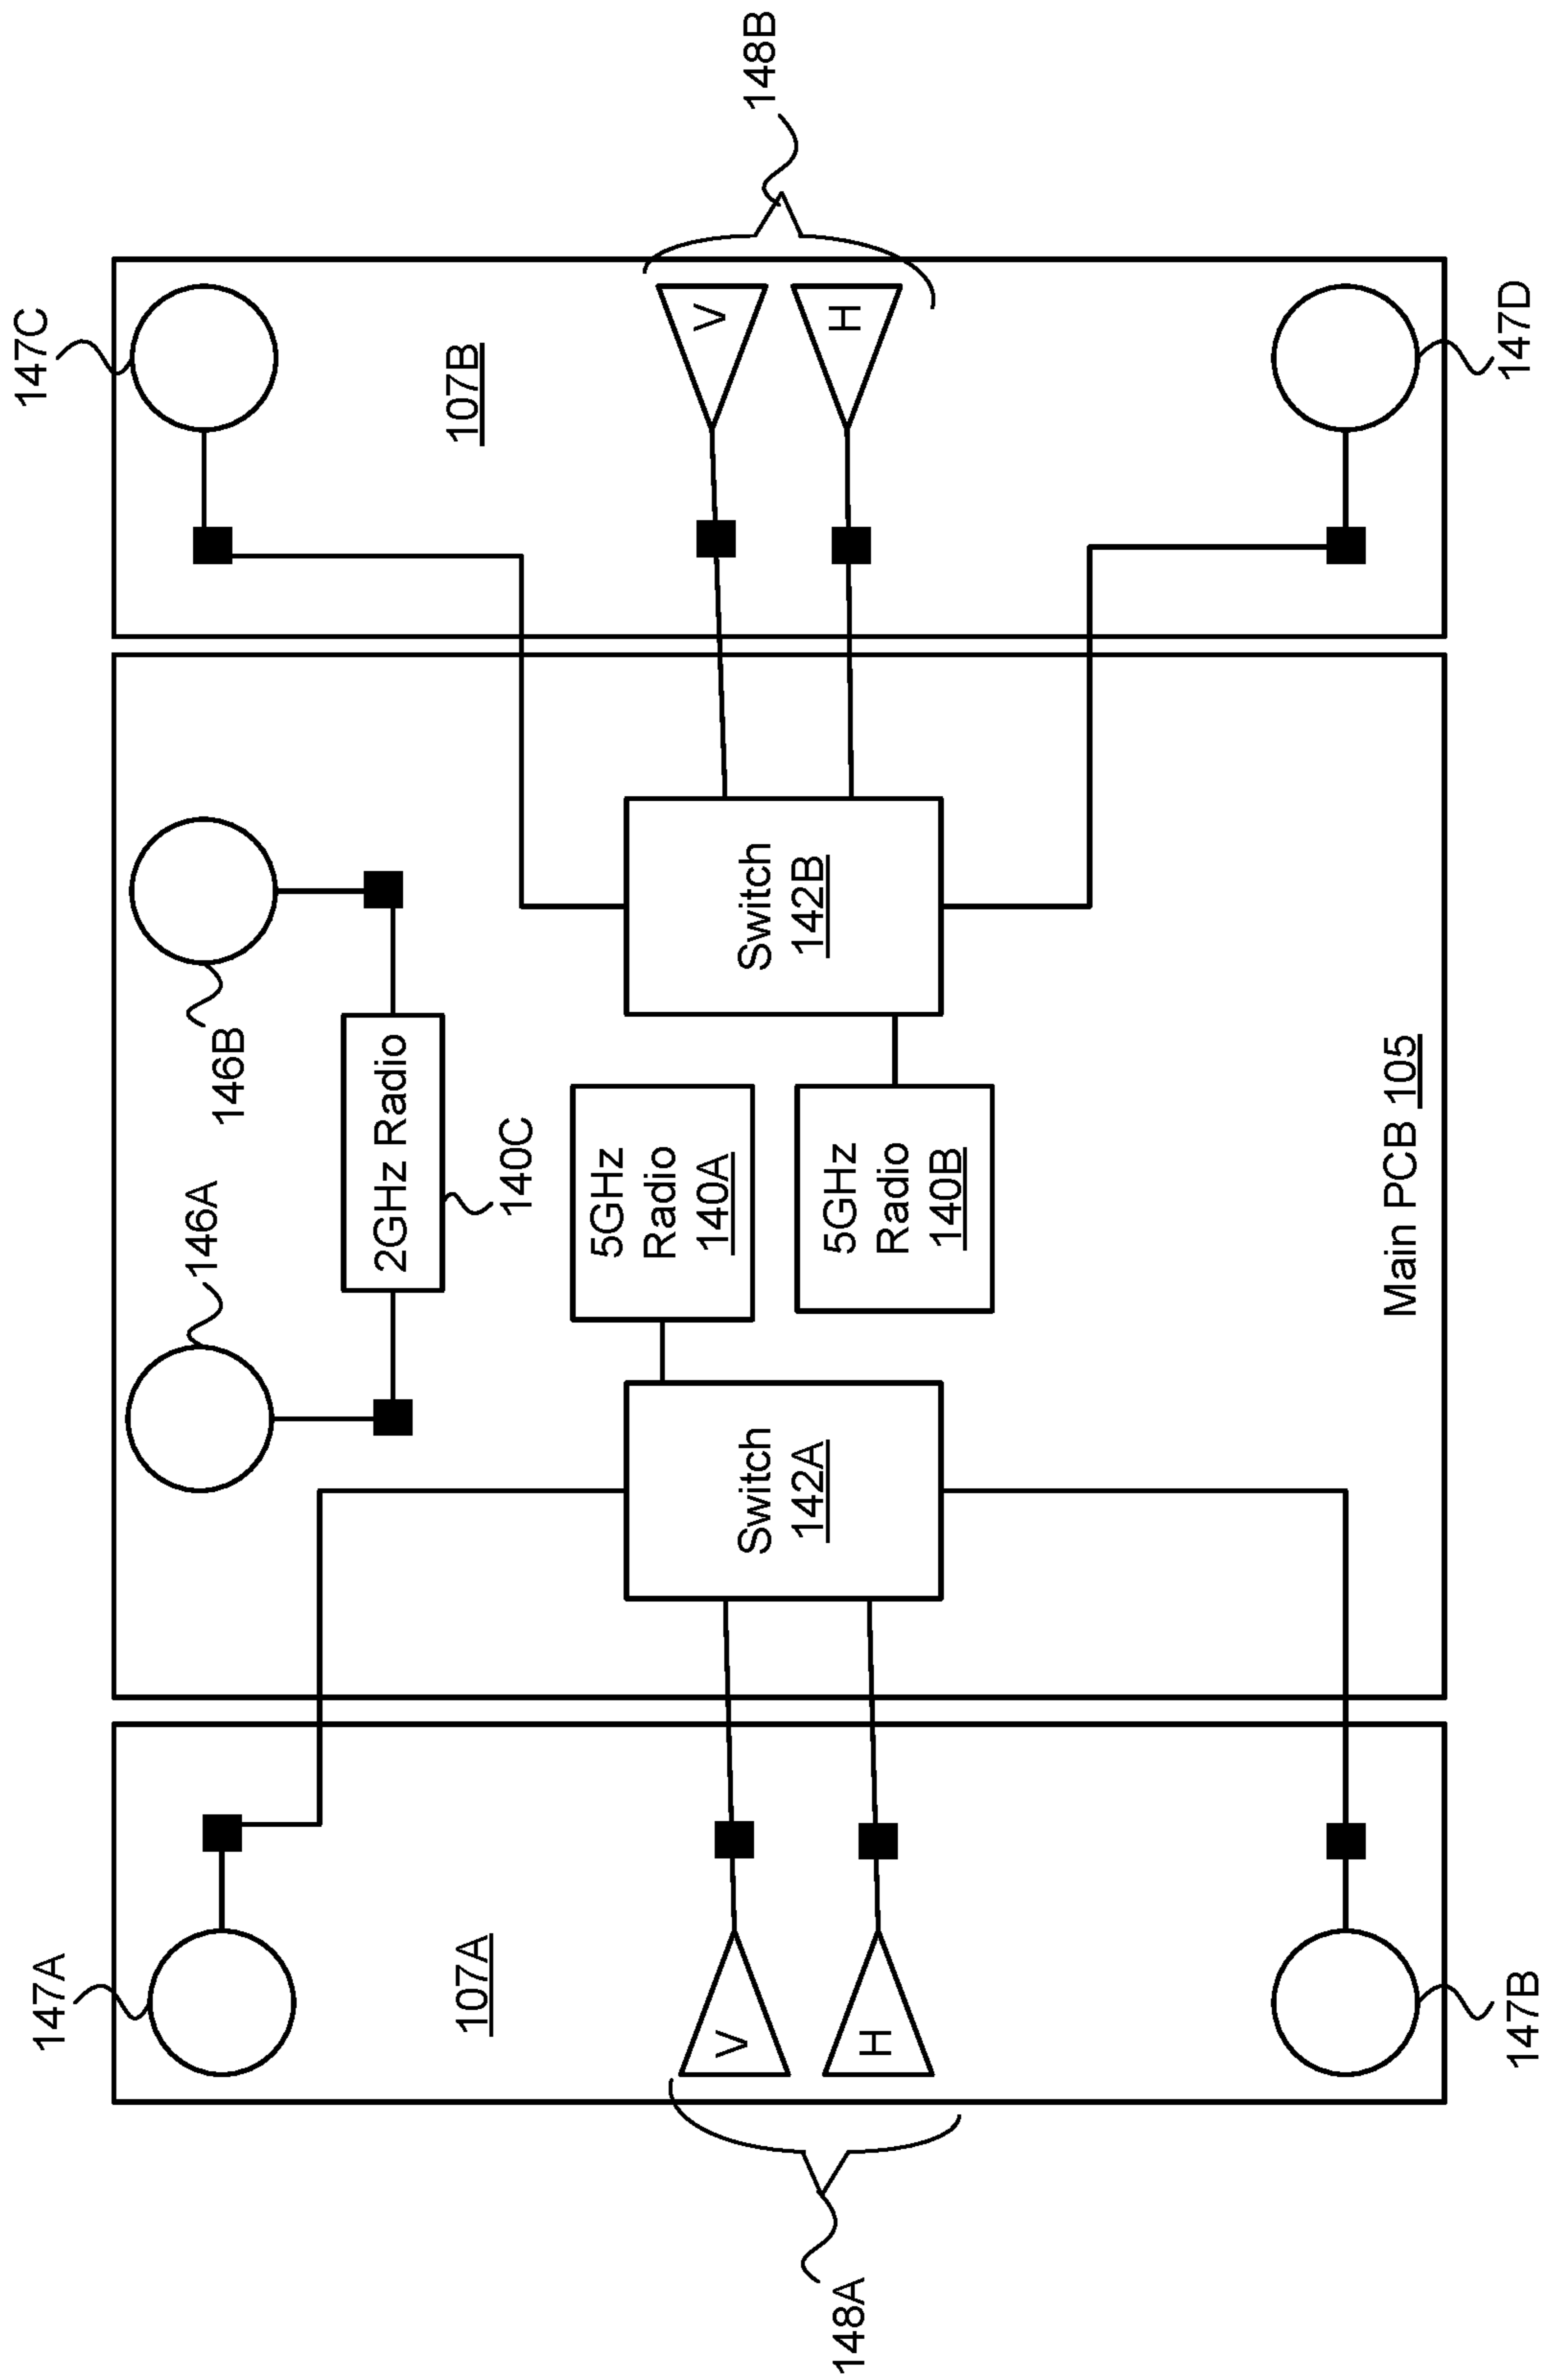 147A
146A
146B
147C
2GHz Radio
140C
107A
107B
5GHz
Radio
140A
V
H
Switch
142A
Switch
142B
V
H
148A
148B
5GHz
Radio
140B
Main PCB 105
147B
147D